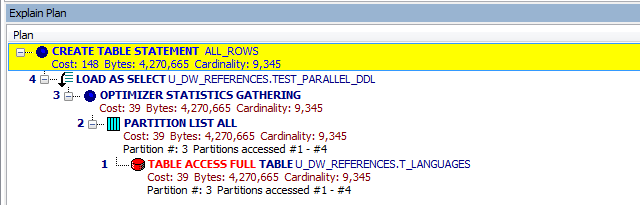 Explain Plan
Plan
CREATE TABLE STATEMENT ALL_ROWS
Cost: 148 Bytes: 4,270,665 Cardinality: 9,345
4 LOAD AS SELECT U_DW_REFERENCES.TEST_PARALLEL_DDL
3 OPTIMIZER STATISTICS GATHERING
Cost: 39 Bytes: 4,270,665 Cardinality: 9,345
2 PARTITION LIST ALL
Cost: 39 Bytes: 4,270,665 Cardinality: 9,345
Partition #: 3 Partitions accessed #1 - #4
1 TABLE ACCESS FULL TABLE U_DW_REFERENCES.T_LANGUAGES
Cost: 39 Bytes: 4,270,665 Cardinality: 9,345
Partition #: 3 Partitions accessed #1 - #4